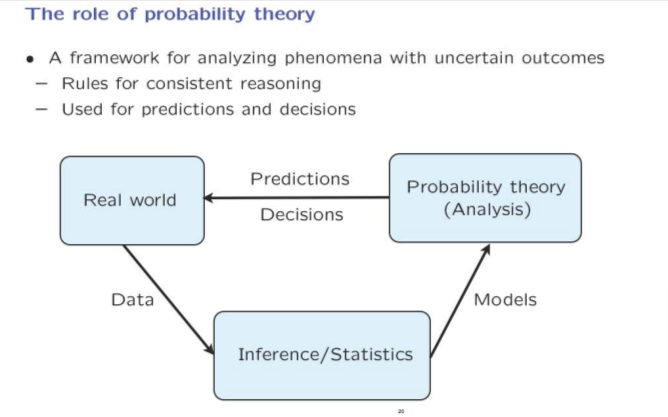 The role of probability theory
• A framework for analyzing phenomena with uncertain outcomes
– Rules for consistent reasoning
– Used for predictions and decisions
Real world
Predictions
Decisions
Probability theory
(Analysis)
Data
Models
Inference/Statistics